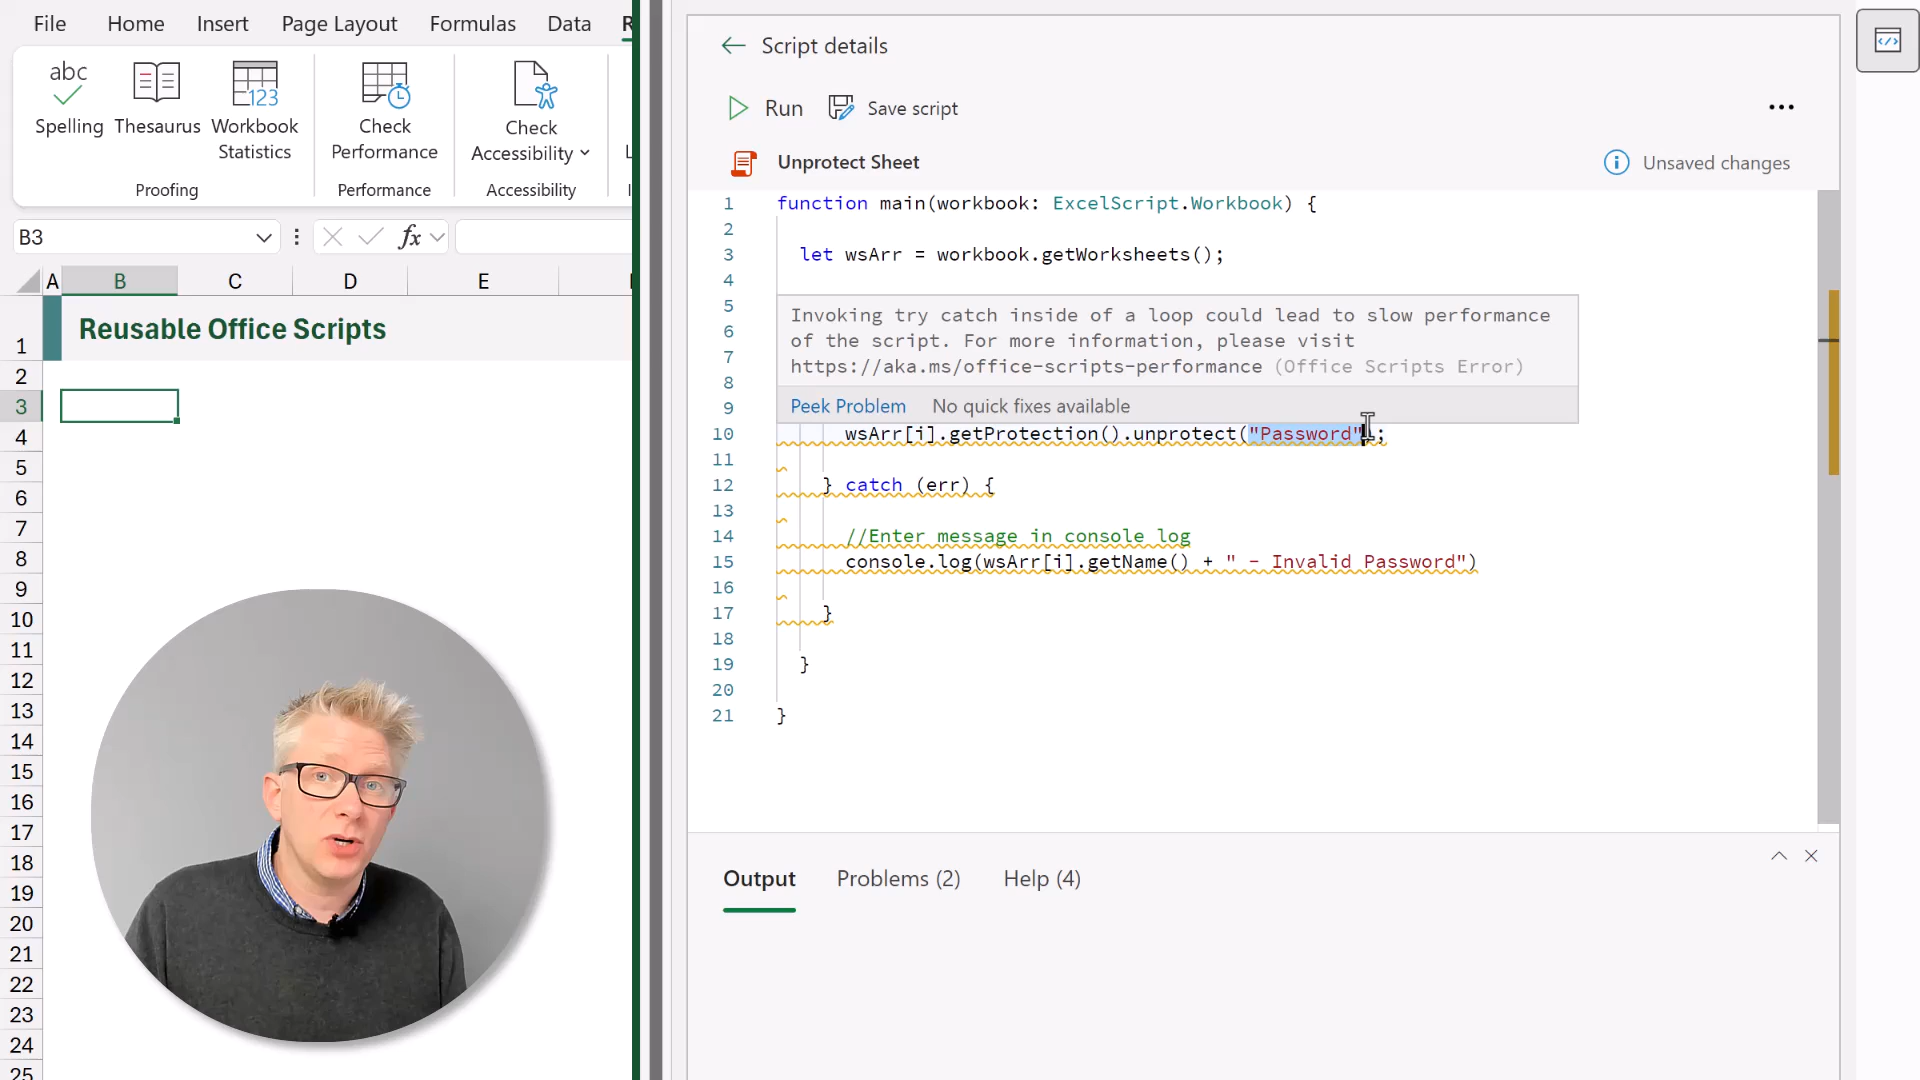 File Home Insert Page Layout Formulas Data R
abc
123
Spelling Thesaurus Workbook Statistics Check Performance Check Accessibility
Proofing Performance Accessibility
B3
fx
A B C D E
1 Reusable Office Scripts
2
3
4
5
6
7
8
9
10
11
12
13
14
15
16
17
18
19
20
21
22
23
24
25
Script details
Run Save script ...
Unprotect Sheet Unsaved changes
1 function main(workbook: ExcelScript.Workbook) {
2
3 let wsArr = workbook.getWorksheets();
4
5
6
7
8
9
Invoking try catch inside of a loop could lead to slow performance
of the script. For more information, please visit
https://aka.ms/office-scripts-performance (Office Scripts Error)
Peek Problem No quick fixes available
10 wsArr[i].getProtection().unprotect("Password");
11
12 } catch (err) {
13
14 //Enter message in console log
15 console.log(wsArr[i].getName() + " - Invalid Password")
16
17 }
18
19 }
20
21 }
Output Problems (2) Help (4)